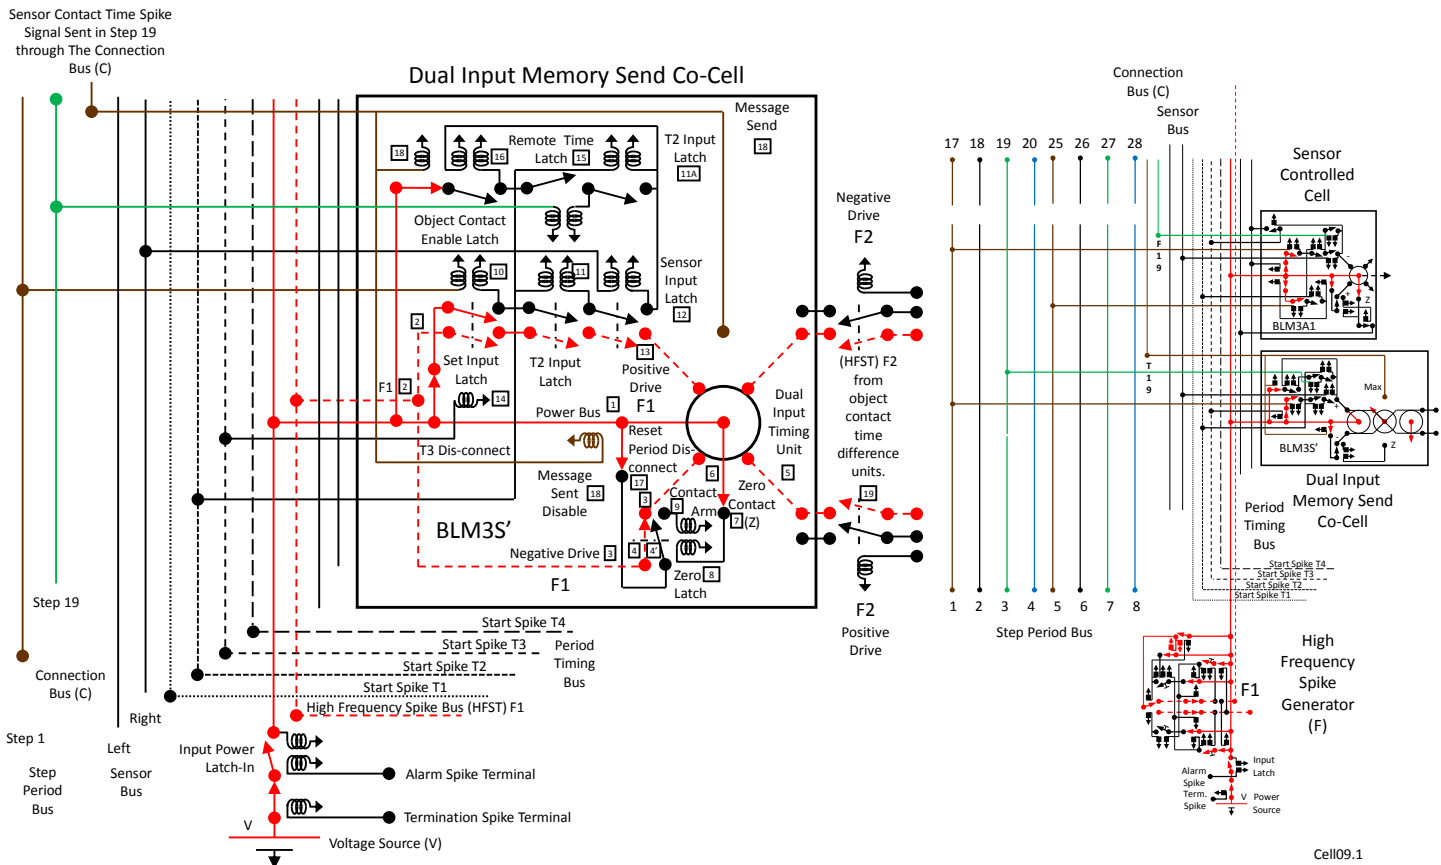 Sensor Contact Time Spike
Signal Sent in Step 19
through The Connection
Bus (C)
Dual Input Memory Send Co-Cell
Message
Send
18
18
16
Remote Time
Latch
15
T2 Input
Latch
11A
Object Contact
Enable Latch
10
11
Sensor
Input
Latch
12
2
Set Input
Latch
T2 Input
Latch
13
Positive
Drive
F1
F1
2
14
Power Bus
1
T3 Dis-connect
Reset
Period Dis-
connect
6
Dual
Input
Timing
Unit
5
Message
Sent
Disable
18
17
3
9
Contact
Arm
Zero
Contact
(Z)
7
BLM3S’
Negative Drive
3
4
4'
F1
Zero
Latch
8
Negative
Drive
F2
(HFST) F2
from
object
contact
time
difference
units.
19
F2
Positive
Drive
Step 19
Connection
Bus (C)
Step 1
Step
Period
Bus
Right
Left
Sensor
Bus
Start Spike T4
Start Spike T3
Start Spike T2
Start Spike T1
Period
Timing
Bus
High Frequency Spike Bus (HFST) F1
Input Power
Latch-In
Alarm Spike Terminal
Termination Spike Terminal
V
Voltage Source (V)
17 18 19 20 25 26 27 28
1 2 3 4 5 6 7 8
Step Period Bus
Connection
Bus (C)
Sensor
Bus
Sensor
Controlled
Cell
F
1
9
-
+
Z
BLM3A1
T
1
9
Max
+
-
Z
BLM3S'
Dual Input
Memory Send
Co-Cell
Period
Timing
Bus
Start Spike T4
Start Spike T3
Start Spike T2
Start Spike T1
F1
High
Frequency
Spike
Generator
(F)
Input
Latch
Alarm
Spike
Term.
Spike
V
Power
Source
Cell09.1